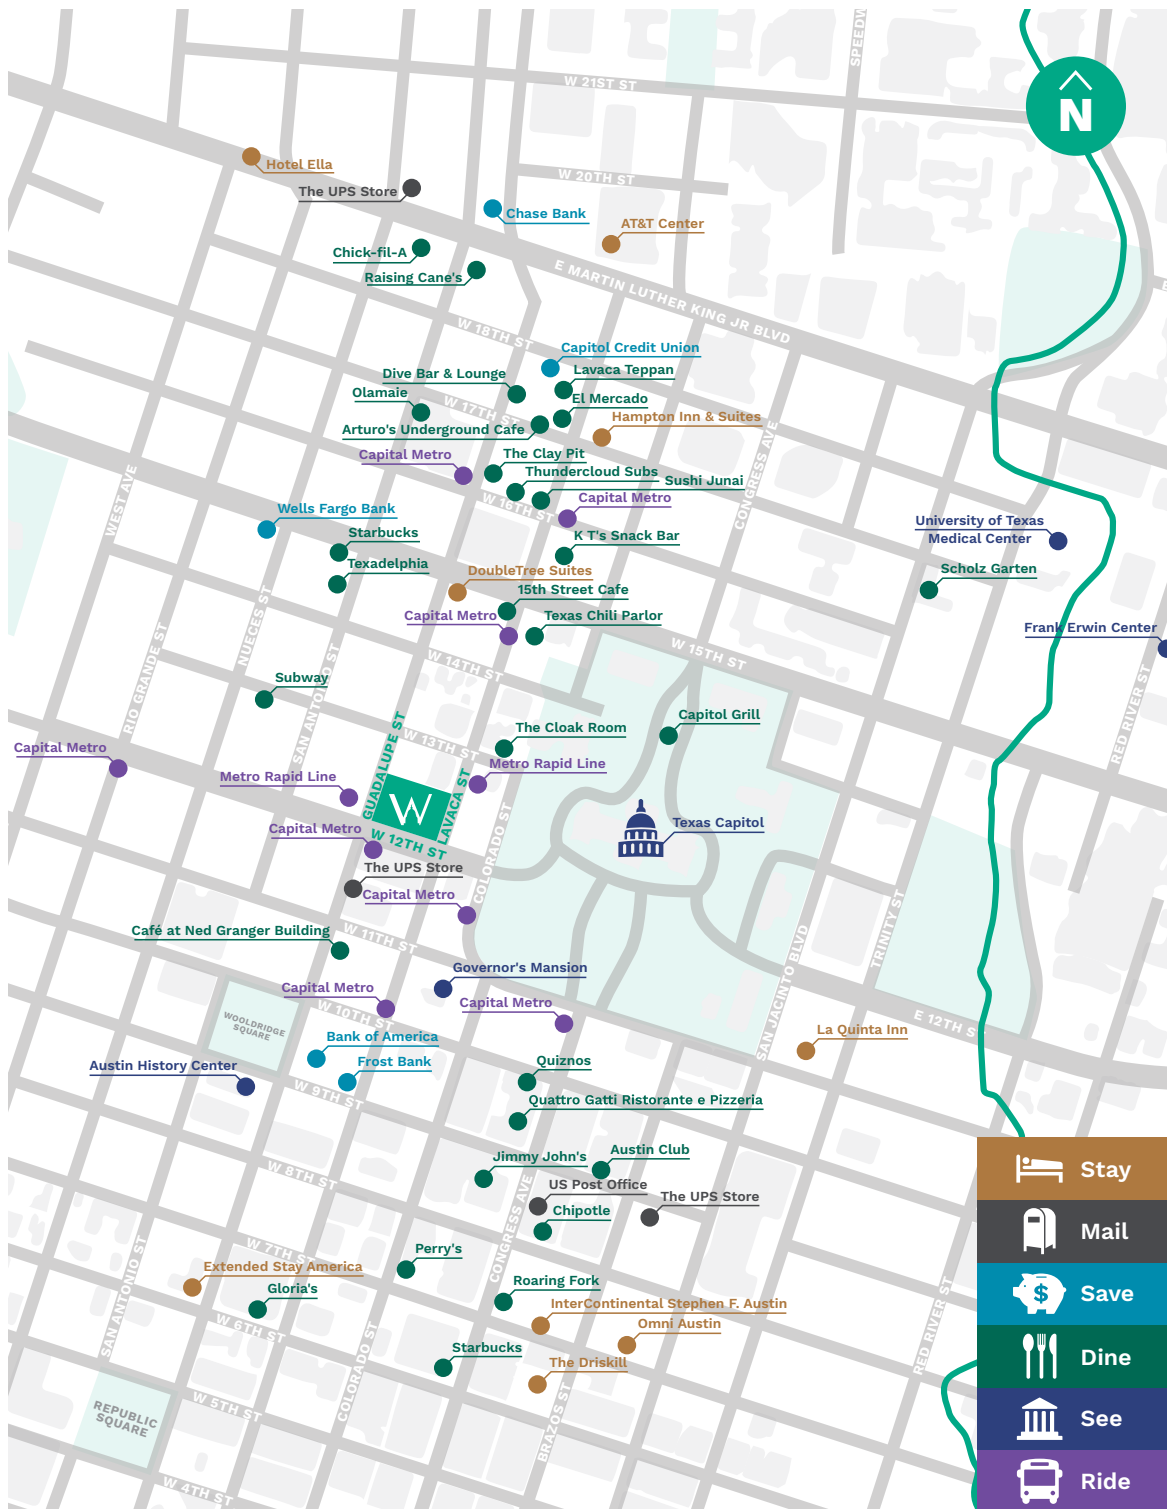 SPEEDW
W 21ST ST
N
Hotel Ella
W 20TH ST
The UPS Store
Chase Bank
AT&T Center
Chick-fil-A
Raising Cane's
E MARTIN LUTHER KING JR BLVD
W 18TH ST
Capitol Credit Union
Dive Bar & Lounge
Lavaca Teppan
Olamaie
W 17TH ST
El Mercado
Hampton Inn & Suites
Arturo's Underground Cafe
Capital Metro
The Clay Pit
Thundercloud Subs
Sushi Junai
CONGRESS AVE
WEST AVE
W 16TH ST
Capital Metro
Wells Fargo Bank
University of Texas
Medical Center
Starbucks
K T's Snack Bar
Texadelphia
DoubleTree Suites
Scholz Garten
15th Street Cafe
Capital Metro
Texas Chili Parlor
Frank Erwin Center
NUECES ST
RIO GRANDE ST
SAN ANTONIO ST
W 14TH ST
W 15TH ST
Subway
RED RIVER ST
Capitol Grill
The Cloak Room
W 13TH ST
GUADALUPE ST
Capital Metro
Metro Rapid Line
Metro Rapid Line
W
LAVACA ST
Capital Metro
W 12TH ST
Texas Capitol
COLORADO ST
The UPS Store
Capital Metro
Café at Ned Granger Building
W 11TH ST
TRINITY ST
Governor's Mansion
SAN JACINTO BLVD
Capital Metro
Capital Metro
W 10TH ST
WOOLDRIDGE
SQUARE
E 12TH S
La Quinta Inn
Bank of America
Frost Bank
Austin History Center
Quiznos
W 9TH ST
Quattro Gatti Ristorante e Pizzeria
Jimmy John's
Austin Club
W 8TH ST
US Post Office
The UPS Store
CONGRESS AVE
Chipotle
Stay
Mail
Save
Dine
See
Ride
W 7TH ST
Perry's
SAN ANTONIO ST
Extended Stay America
Gloria's
Roaring Fork
InterContinental Stephen F. Austin
W 6TH ST
Omni Austin
RED RIVER ST
COLORADO ST
Starbucks
The Driskill
BRAZOS ST
W 5TH ST
REPUBLIC
SQUARE
W 4TH ST